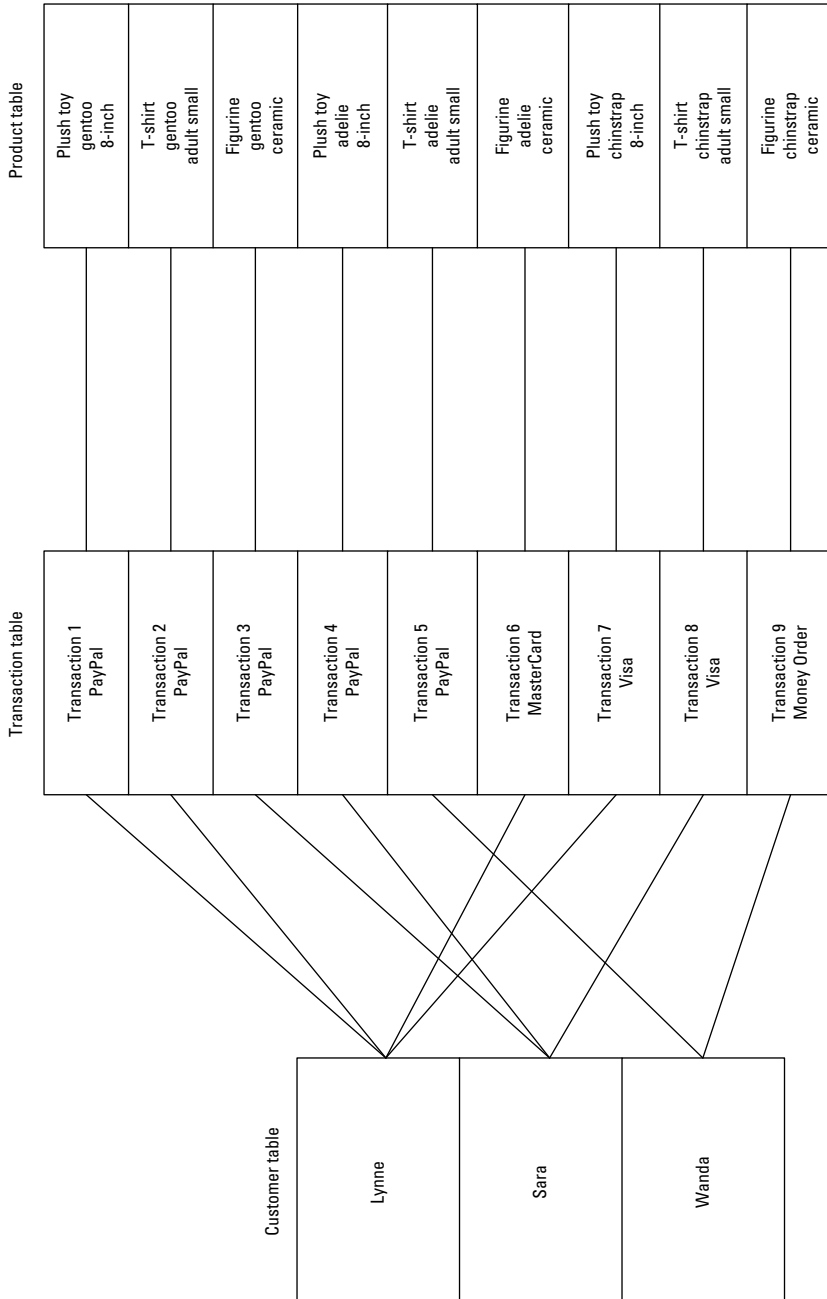 Customer table
Lynne
Sara
Wanda
Transaction table
Transaction 1
PayPal
Transaction 2
PayPal
Transaction 3
PayPal
Transaction 4
PayPal
Transaction 5
PayPal
Transaction 6
MasterCard
Transaction 7
Visa
Transaction 8
Visa
Transaction 9
Money Order
Product table
Plush toy
gentoo
8-inch
T-shirt
gentoo
adult small
Figurine
gentoo
ceramic
Plush toy
adelie
8-inch
T-shirt
adelie
adult small
Figurine
adelie
ceramic
Plush toy
chinstrap
8-inch
T-shirt
chinstrap
adult small
Figurine
chinstrap
ceramic